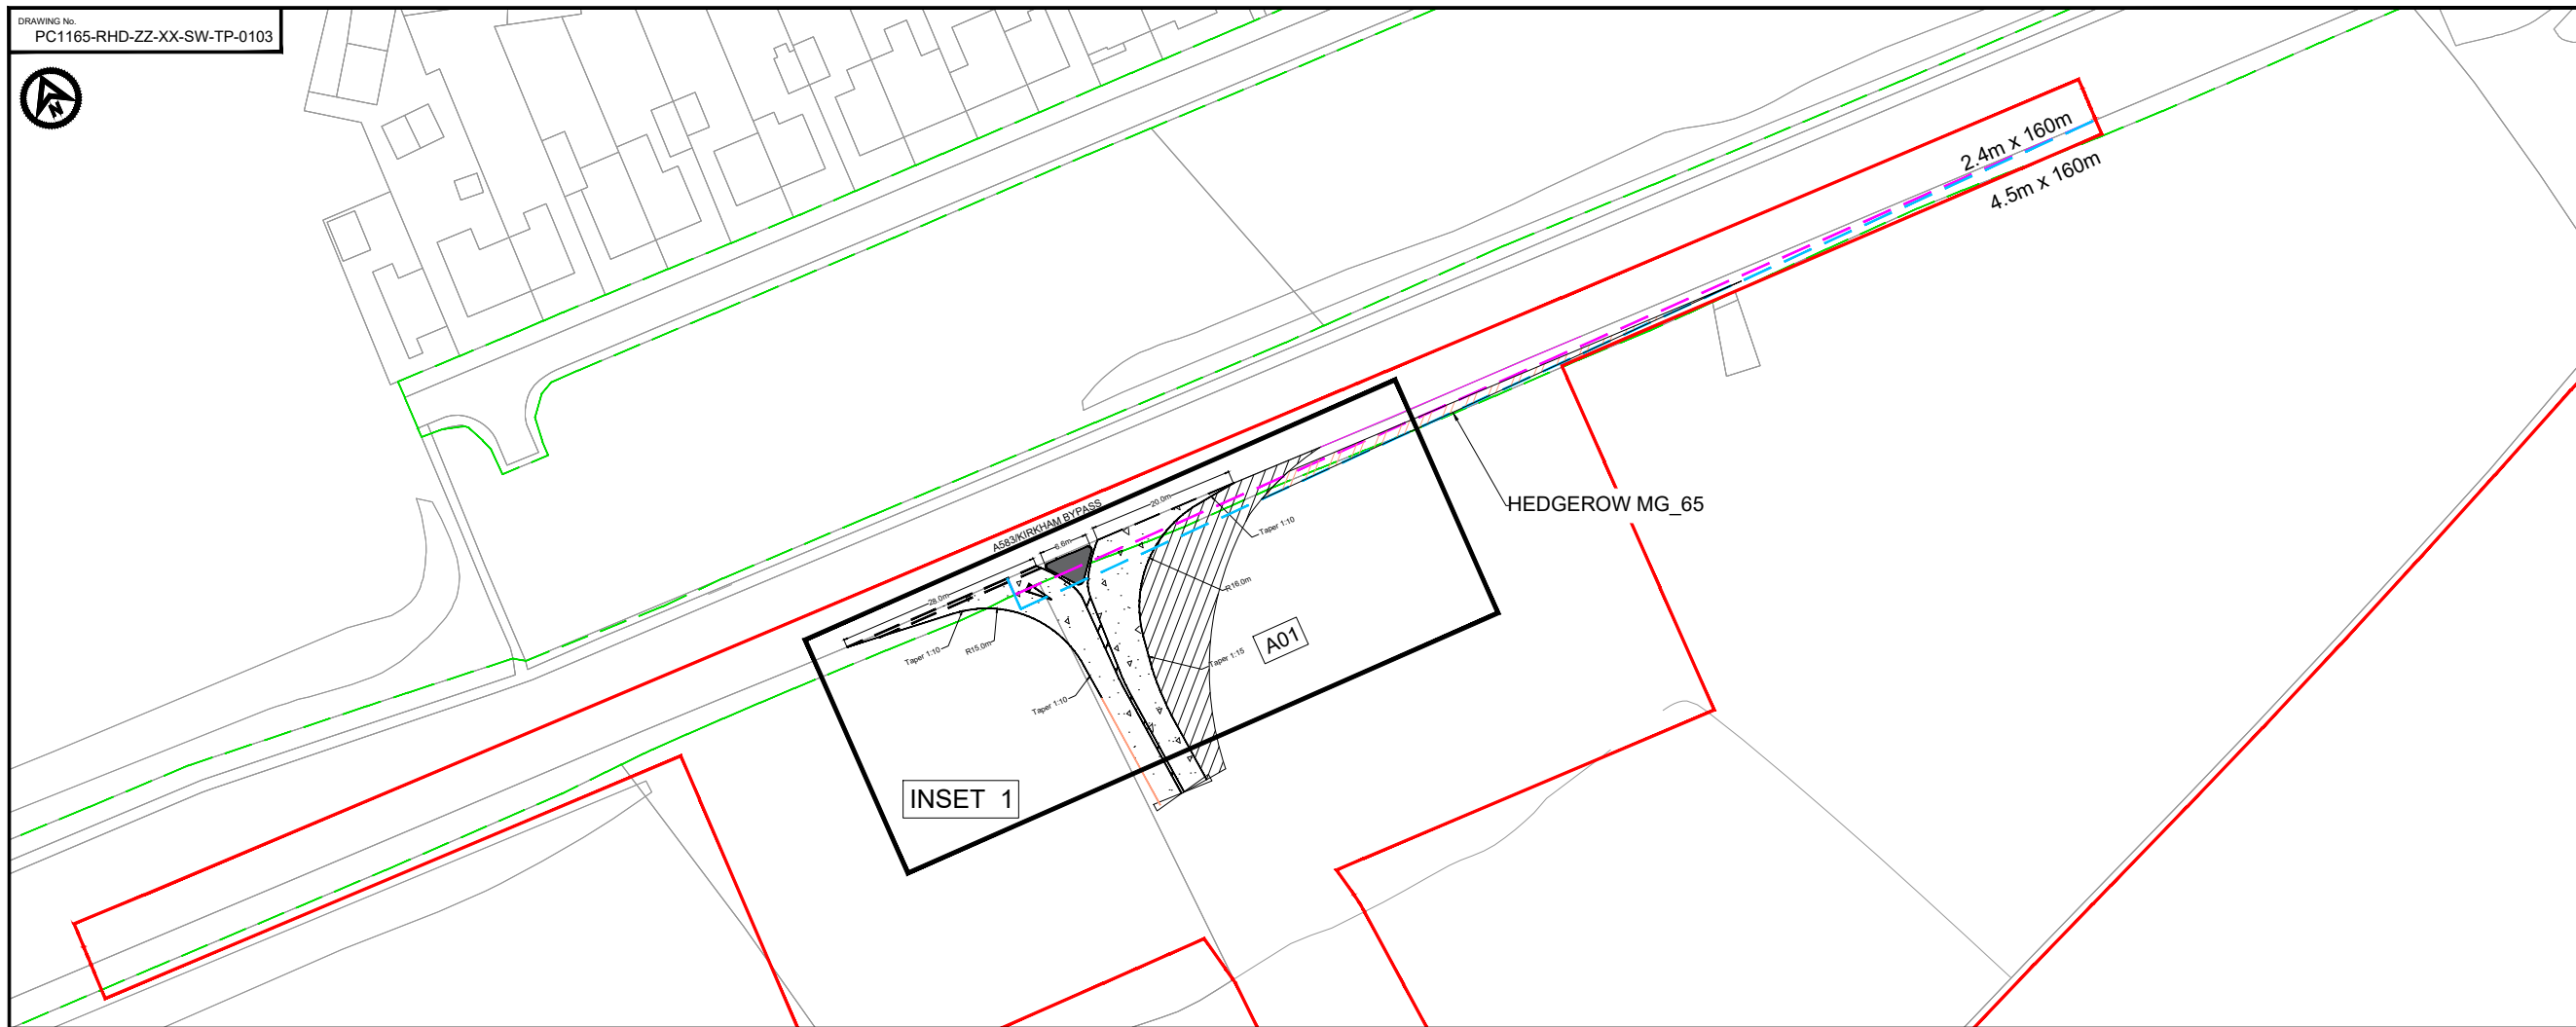 DRAWING No.
PC1165-RHD-ZZ-XX-SW-TP-0103
N
2.4m x 160m
4.5m x 160m
HEDGEROW MG_65
A583/KIRKHAM BYPASS
20.0m
8.6m
28.0m
Taper 1:10
R16.0m
Taper 1:10
R15.0m
Taper 1:15
A01
Taper 1:10
INSET 1